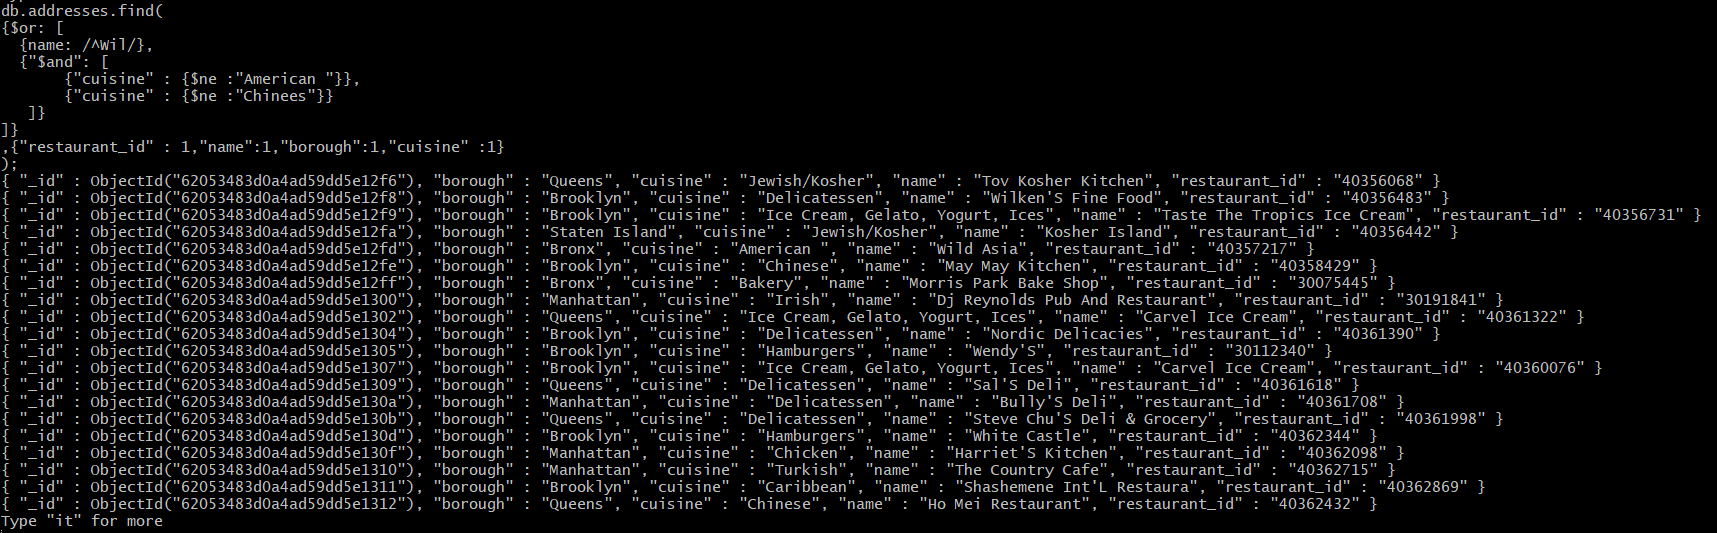 db.addresses.find(
{$or: [
  {name: /^Wil/},
  {"$and": [
       {"cuisine" : {$ne :"American "}},
       {"cuisine" : {$ne :"Chinees"}}
   ]}
]}
,{"restaurant_id" : 1,"name":1,"borough":1,"cuisine" :1}
);
{ "_id" : ObjectId("62053483d0a4ad59dd5e12f6"), "borough" : "Queens", "cuisine" : "Jewish/Kosher", "name" : "Tov Kosher Kitchen", "restaurant_id" : "40356068" }
{ "_id" : ObjectId("62053483d0a4ad59dd5e12f8"), "borough" : "Brooklyn", "cuisine" : "Delicatessen", "name" : "Wilken'S Fine Food", "restaurant_id" : "40356483" }
{ "_id" : ObjectId("62053483d0a4ad59dd5e12f9"), "borough" : "Brooklyn", "cuisine" : "Ice Cream, Gelato, Yogurt, Ices", "name" : "Taste The Tropics Ice Cream", "restaurant_id" : "40356731" }
{ "_id" : ObjectId("62053483d0a4ad59dd5e12fa"), "borough" : "Staten Island", "cuisine" : "Jewish/Kosher", "name" : "Kosher Island", "restaurant_id" : "40356442" }
{ "_id" : ObjectId("62053483d0a4ad59dd5e12fd"), "borough" : "Bronx", "cuisine" : "American ", "name" : "Wild Asia", "restaurant_id" : "40357217" }
{ "_id" : ObjectId("62053483d0a4ad59dd5e12fe"), "borough" : "Brooklyn", "cuisine" : "Chinese", "name" : "May May Kitchen", "restaurant_id" : "40358429" }
{ "_id" : ObjectId("62053483d0a4ad59dd5e12ff"), "borough" : "Bronx", "cuisine" : "Bakery", "name" : "Morris Park Bake Shop", "restaurant_id" : "30075445" }
{ "_id" : ObjectId("62053483d0a4ad59dd5e1300"), "borough" : "Manhattan", "cuisine" : "Irish", "name" : "Dj Reynolds Pub And Restaurant", "restaurant_id" : "30191841" }
{ "_id" : ObjectId("62053483d0a4ad59dd5e1302"), "borough" : "Queens", "cuisine" : "Ice Cream, Gelato, Yogurt, Ices", "name" : "Carvel Ice Cream", "restaurant_id" : "40361322" }
{ "_id" : ObjectId("62053483d0a4ad59dd5e1304"), "borough" : "Brooklyn", "cuisine" : "Delicatessen", "name" : "Nordic Delicacies", "restaurant_id" : "40361390" }
{ "_id" : ObjectId("62053483d0a4ad59dd5e1305"), "borough" : "Brooklyn", "cuisine" : "Hamburgers", "name" : "Wendy'S", "restaurant_id" : "30112340" }
{ "_id" : ObjectId("62053483d0a4ad59dd5e1307"), "borough" : "Brooklyn", "cuisine" : "Ice Cream, Gelato, Yogurt, Ices", "name" : "Carvel Ice Cream", "restaurant_id" : "40360076" }
{ "_id" : ObjectId("62053483d0a4ad59dd5e1309"), "borough" : "Queens", "cuisine" : "Delicatessen", "name" : "Sal'S Deli", "restaurant_id" : "40361618" }
{ "_id" : ObjectId("62053483d0a4ad59dd5e130a"), "borough" : "Manhattan", "cuisine" : "Delicatessen", "name" : "Bully'S Deli", "restaurant_id" : "40361708" }
{ "_id" : ObjectId("62053483d0a4ad59dd5e130b"), "borough" : "Queens", "cuisine" : "Delicatessen", "name" : "Steve Chu'S Deli & Grocery", "restaurant_id" : "40361998" }
{ "_id" : ObjectId("62053483d0a4ad59dd5e130d"), "borough" : "Brooklyn", "cuisine" : "Hamburgers", "name" : "White Castle", "restaurant_id" : "40362344" }
{ "_id" : ObjectId("62053483d0a4ad59dd5e130f"), "borough" : "Manhattan", "cuisine" : "Chicken", "name" : "Harriet'S Kitchen", "restaurant_id" : "40362098" }
{ "_id" : ObjectId("62053483d0a4ad59dd5e1310"), "borough" : "Manhattan", "cuisine" : "Turkish", "name" : "The Country Cafe", "restaurant_id" : "40362715" }
{ "_id" : ObjectId("62053483d0a4ad59dd5e1311"), "borough" : "Brooklyn", "cuisine" : "Caribbean", "name" : "Shashemene Int'L Restaura", "restaurant_id" : "40362869" }
{ "_id" : ObjectId("62053483d0a4ad59dd5e1312"), "borough" : "Queens", "cuisine" : "Chinese", "name" : "Ho Mei Restaurant", "restaurant_id" : "40362432" }
Type "it" for more